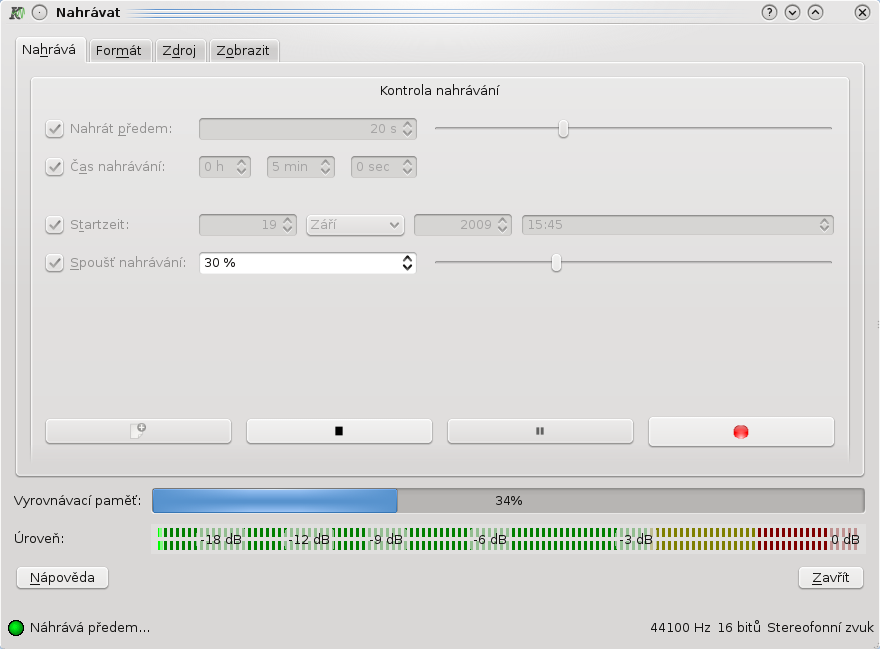 Nahrávat
Nahrává Formát Zdroj Zobrazit
Kontrola nahrávání
Nahrát předem: 20 s
Čas nahrávání: 0 h 5 min 0 sec
Startzeit: 19 Září 2009 15:45
Spoušť nahrávání: 30 %
Vyrovnávací paměť: 34%
Úroveň: -18 dB -12 dB -9 dB -6 dB -3 dB 0 dB
Nápověda Zavřít
Náhrává předem... 44100 Hz 16 bitů Stereofonní zvuk